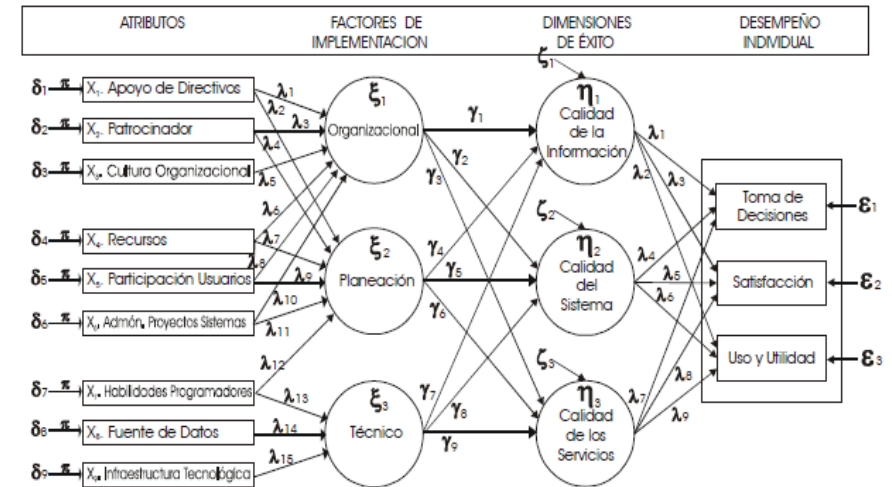 ATRIBUTOS
FACTORES DE
IMPLEMENTACION
DIMENSIONES
DE ÉXITO
DESEMPEÑO
INDIVIDUAL
δ1 π X1. Apoyo de Directivos
δ2 π X2. Patrocinador
δ3 π X3. Cultura Organizacional
δ4 π X4. Recursos
δ5 π X5. Participación Usuarios
δ6 π X6. Admón. Proyectos Sistemas
δ7 π X7. Habilidades Programadores
δ8 π X8. Fuente de Datos
δ9 π X9. Infraestructura Tecnológica
λ1
λ2
λ3
λ4
λ5
λ6
λ7
λ8
λ9
λ10
λ11
λ12
λ13
λ14
λ15
ξ1
Organizacional
ξ2
Planeación
ξ3
Técnico
γ1
γ2
γ3
γ4
γ5
γ6
γ7
γ8
γ9
ζ1
η1
Calidad
de la
Información
ζ2
η2
Calidad
del
Sistema
ζ3
η3
Calidad
de los
Servicios
λ1
λ2
λ3
λ4
λ5
λ6
λ7
λ8
λ9
Toma de
Decisiones
ε1
Satisfacción
ε2
Uso y Utilidad
ε3